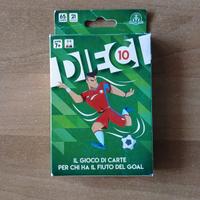 DIECI
10
IL GIOCO DI CARTE
PER CHI HA IL FIUTO DEL GOAL